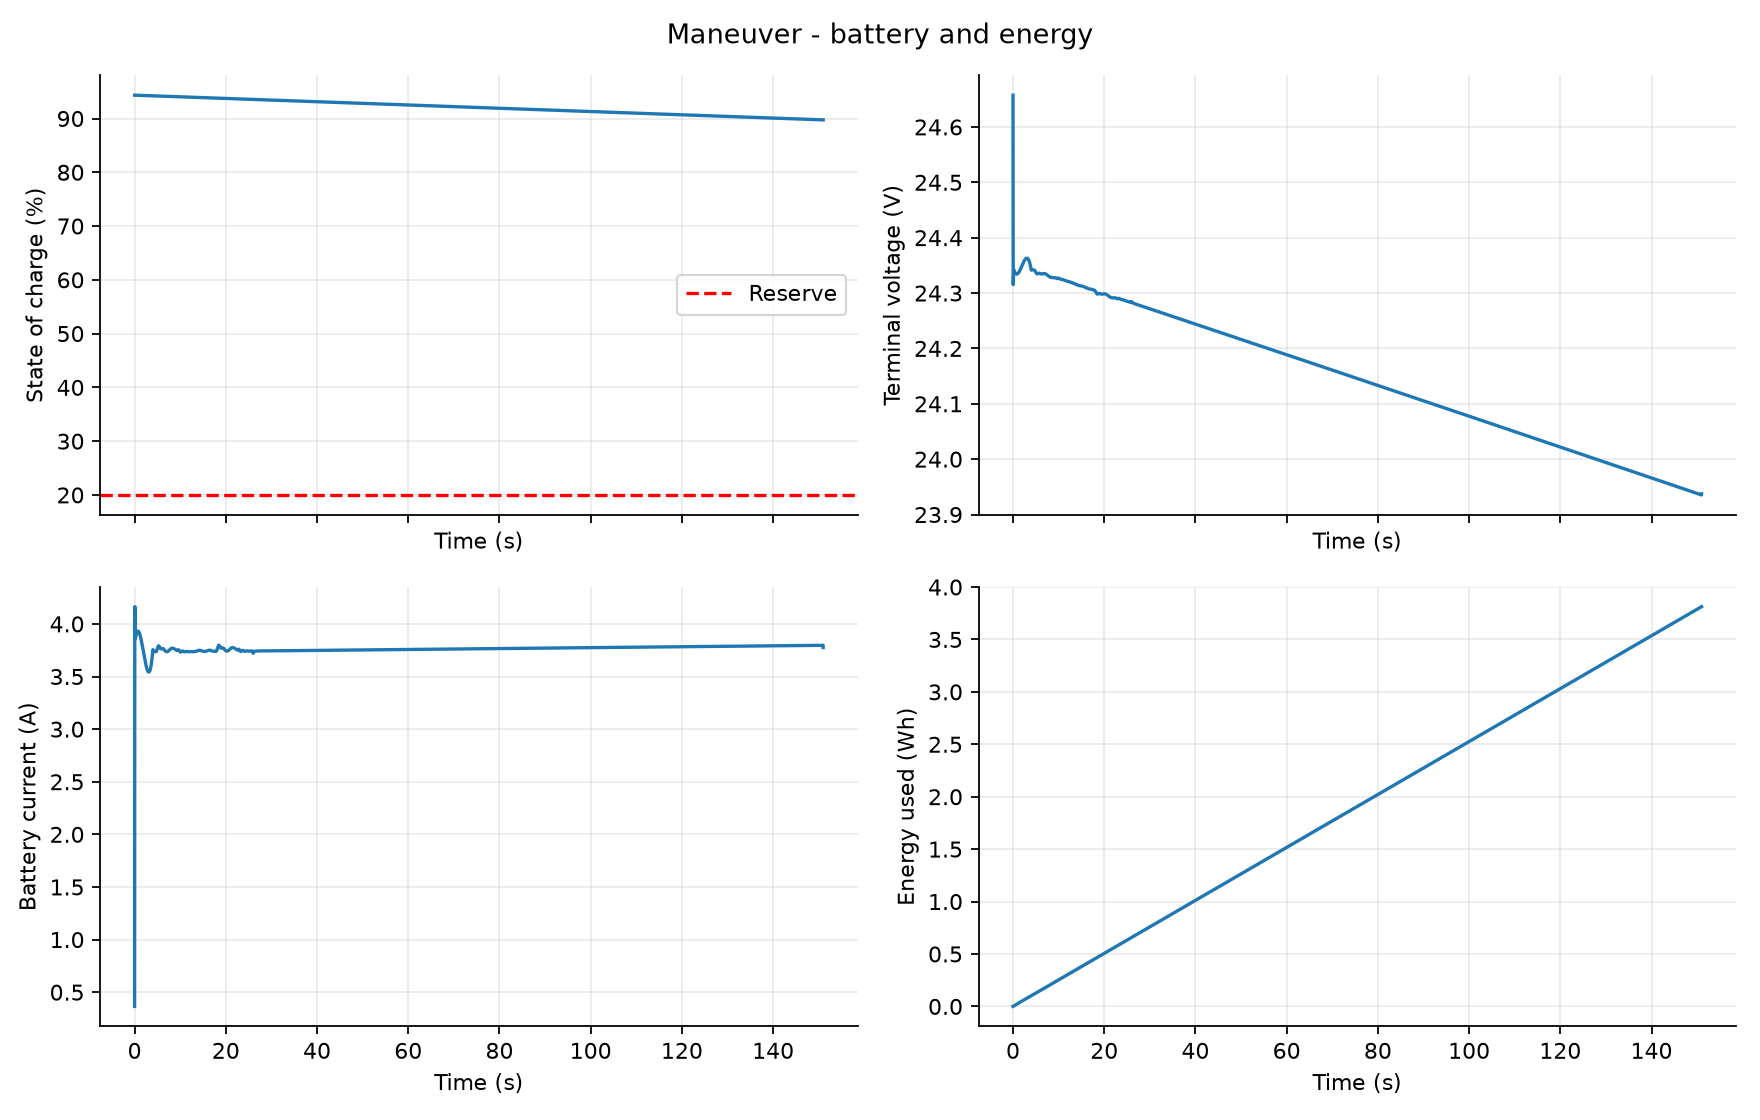 Maneuver - battery and energy
State of charge (%)
90
80
70
60
50
40
30
20
Reserve
Time (s)
Terminal voltage (V)
24.6
24.5
24.4
24.3
24.2
24.1
24.0
23.9
Time (s)
Battery current (A)
4.0
3.5
3.0
2.5
2.0
1.5
1.0
0.5
0 20 40 60 80 100 120 140
Time (s)
Energy used (Wh)
4.0
3.5
3.0
2.5
2.0
1.5
1.0
0.5
0.0
0 20 40 60 80 100 120 140
Time (s)